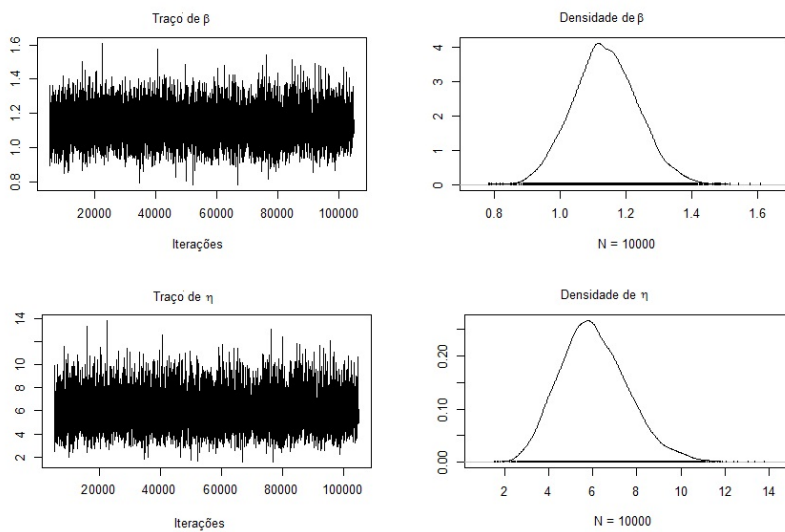 Traço de β
1.6
1.4
1.2
1.0
0.8
20000 40000 60000 80000 100000
Iterações
Densidade de β
4
3
2
1
0
0.8 1.0 1.2 1.4 1.6
N = 10000
Traço de η
14
10
8
6
4
2
20000 40000 60000 80000 100000
Iterações
Densidade de η
0.20
0.10
0.00
2 4 6 8 10 12 14
N = 10000